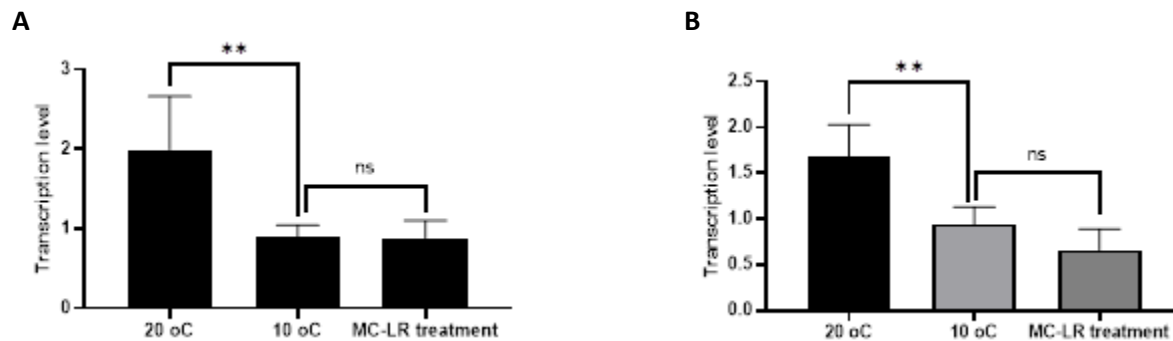 A
**
3
2
1
0
Transcription level
ns
20 oC
10 oC
MC-LR treatment
B
**
2.5
2.0
1.5
1.0
0.5
0.0
Transcription level
ns
20 oC
10 oC
MC-LR treatment